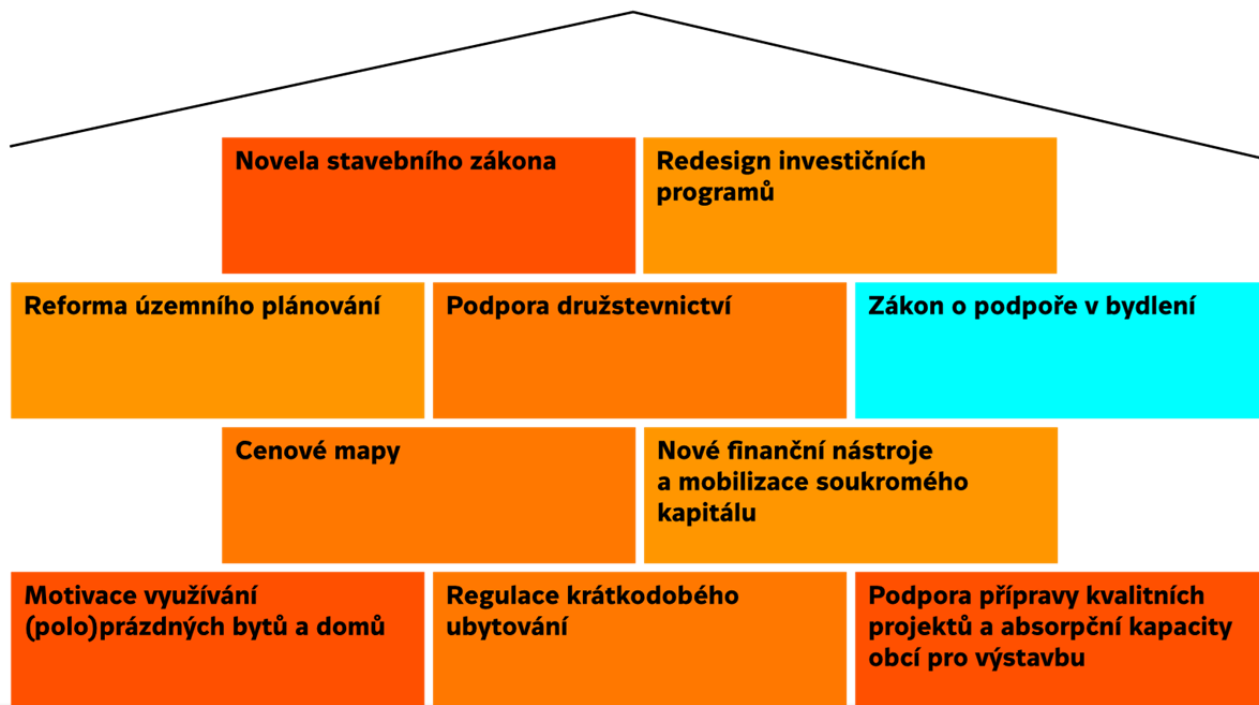 Novela stavebního zákona
Redesign investičních
programů
Reforma územního plánování
Podpora družstevnictví
Zákon o podpoře v bydlení
Cenové mapy
Nové finanční nástroje
a mobilizace soukromého
kapitálu
Motivace využívání
(polo)prázdných bytů a domů
Regulace krátkodobého
ubytování
Podpora přípravy kvalitních
projektů a absorpční kapacity
obcí pro výstavbu